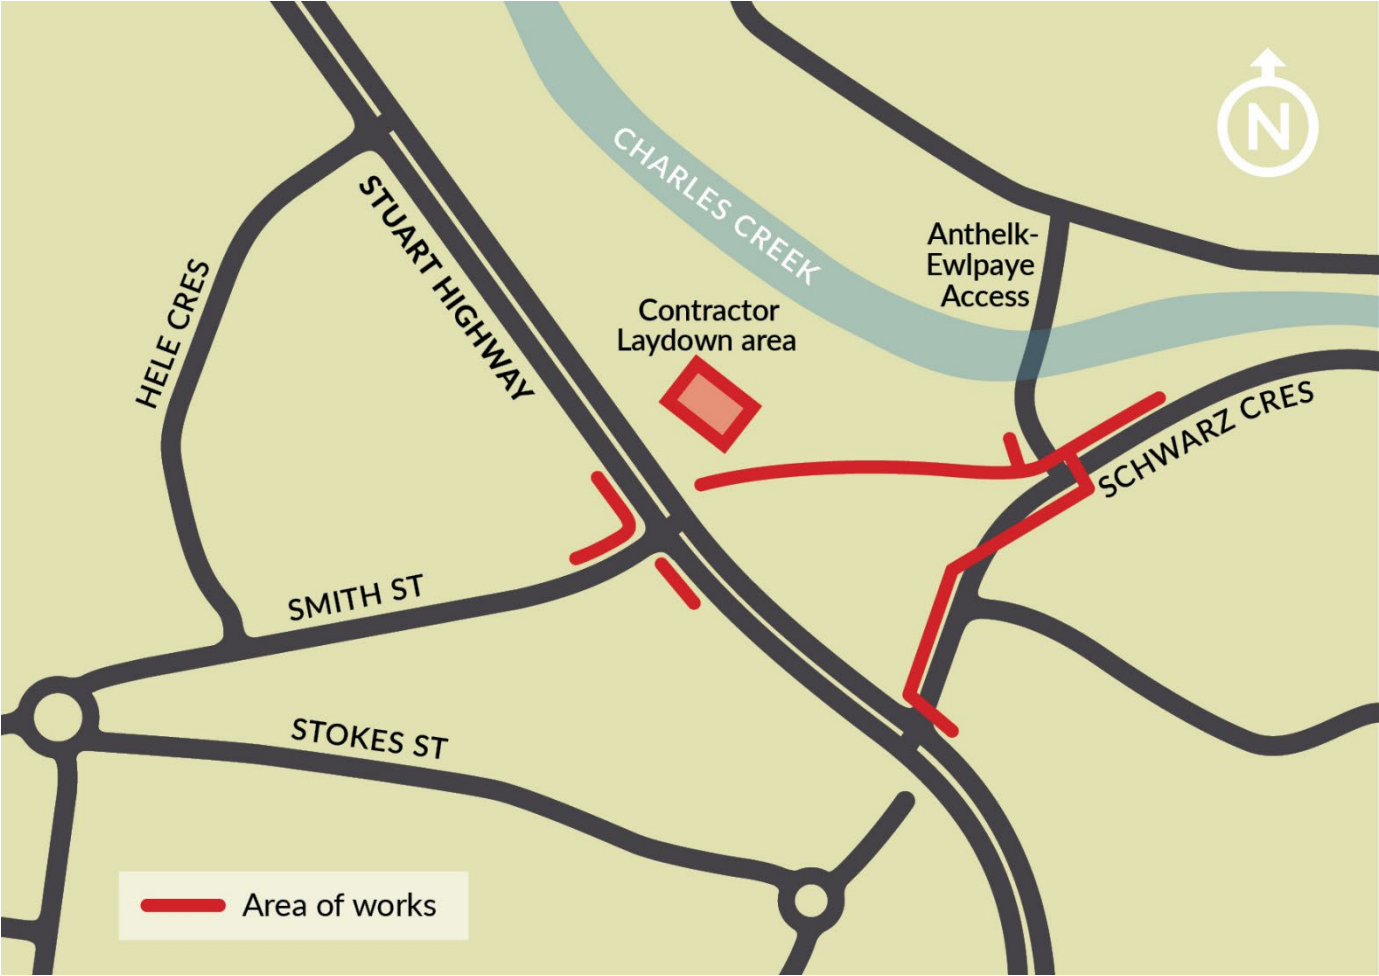 N
CHARLES CREEK
STUART HIGHWAY
Anthelk-
Ewlpaye
Access
HELE CRES
Contractor
Laydown area
SCHWARZ CRES
SMITH ST
STOKES ST
Area of works